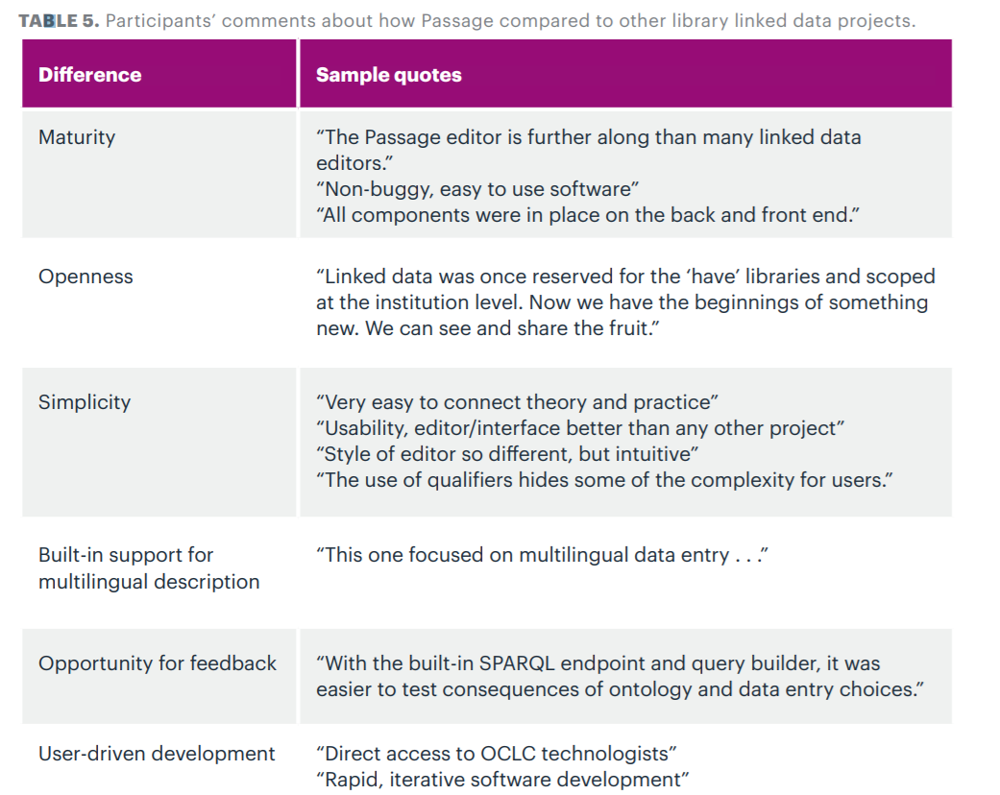 TABLE 5. Participants’ comments about how Passage compared to other library linked data projects.
Difference
Sample quotes
Maturity
“The Passage editor is further along than many linked data
editors.”
“Non-buggy, easy to use software”
“All components were in place on the back and front end.”
Openness
“Linked data was once reserved for the ‘have’ libraries and scoped
at the institution level. Now we have the beginnings of something
new. We can see and share the fruit.”
Simplicity
“Very easy to connect theory and practice”
“Usability, editor/interface better than any other project”
“Style of editor so different, but intuitive”
“The use of qualifiers hides some of the complexity for users.”
Built-in support for
multilingual description
“This one focused on multilingual data entry . . .”
Opportunity for feedback
“With the built-in SPARQL endpoint and query builder, it was
easier to test consequences of ontology and data entry choices.”
User-driven development
“Direct access to OCLC technologists”
“Rapid, iterative software development”